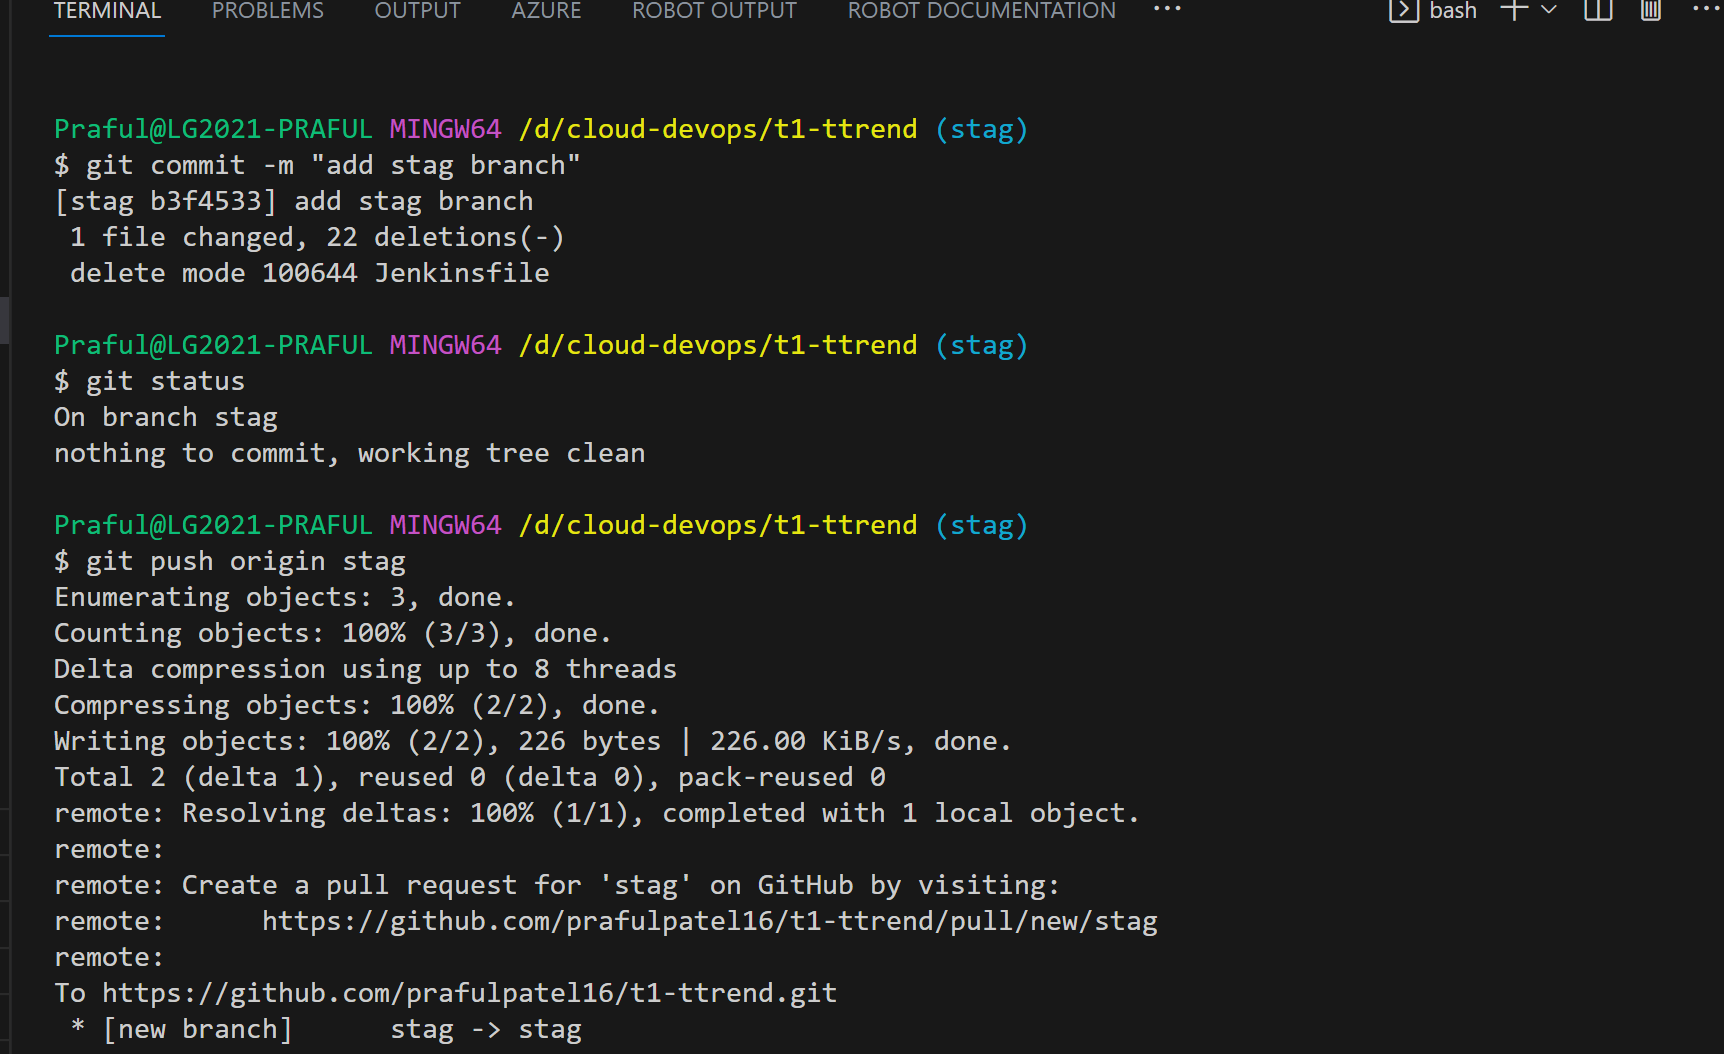 TERMINAL PROBLEMS OUTPUT AZURE ROBOT OUTPUT ROBOT DOCUMENTATION ··· bash ···
Praful@LG2021-PRAFUL MINGW64 /d/cloud-devops/t1-ttrend (stag)
$ git commit -m "add stag branch"
[stag b3f4533] add stag branch
 1 file changed, 22 deletions(-)
 delete mode 100644 Jenkinsfile
Praful@LG2021-PRAFUL MINGW64 /d/cloud-devops/t1-ttrend (stag)
$ git status
On branch stag
nothing to commit, working tree clean
Praful@LG2021-PRAFUL MINGW64 /d/cloud-devops/t1-ttrend (stag)
$ git push origin stag
Enumerating objects: 3, done.
Counting objects: 100% (3/3), done.
Delta compression using up to 8 threads
Compressing objects: 100% (2/2), done.
Writing objects: 100% (2/2), 226 bytes | 226.00 KiB/s, done.
Total 2 (delta 1), reused 0 (delta 0), pack-reused 0
remote: Resolving deltas: 100% (1/1), completed with 1 local object.
remote:
remote: Create a pull request for 'stag' on GitHub by visiting:
remote:      https://github.com/prafulpatel16/t1-ttrend/pull/new/stag
remote:
To https://github.com/prafulpatel16/t1-ttrend.git
 * [new branch]      stag -> stag